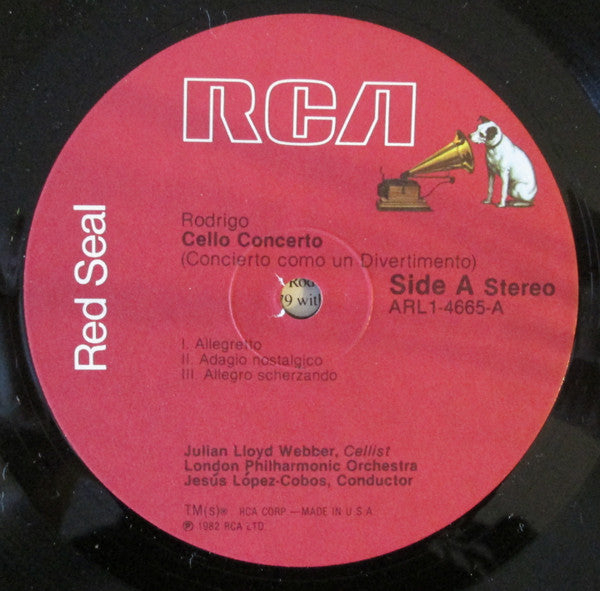 RCA
Red Seal
Rodrigo
Cello Concerto
(Concierto como un Divertimento)
Side A Stereo
ARL1-4665-A
79 with
I. Allegretto
II. Adagio nostalgico
III. Allegro scherzando
Julian Lloyd Webber, Cellist
London Philharmonic Orchestra
Jesús López-Cobos, Conductor
TM(s)® RCA CORP — MADE IN U.S.A.
℗ 1982 RCA LTD.